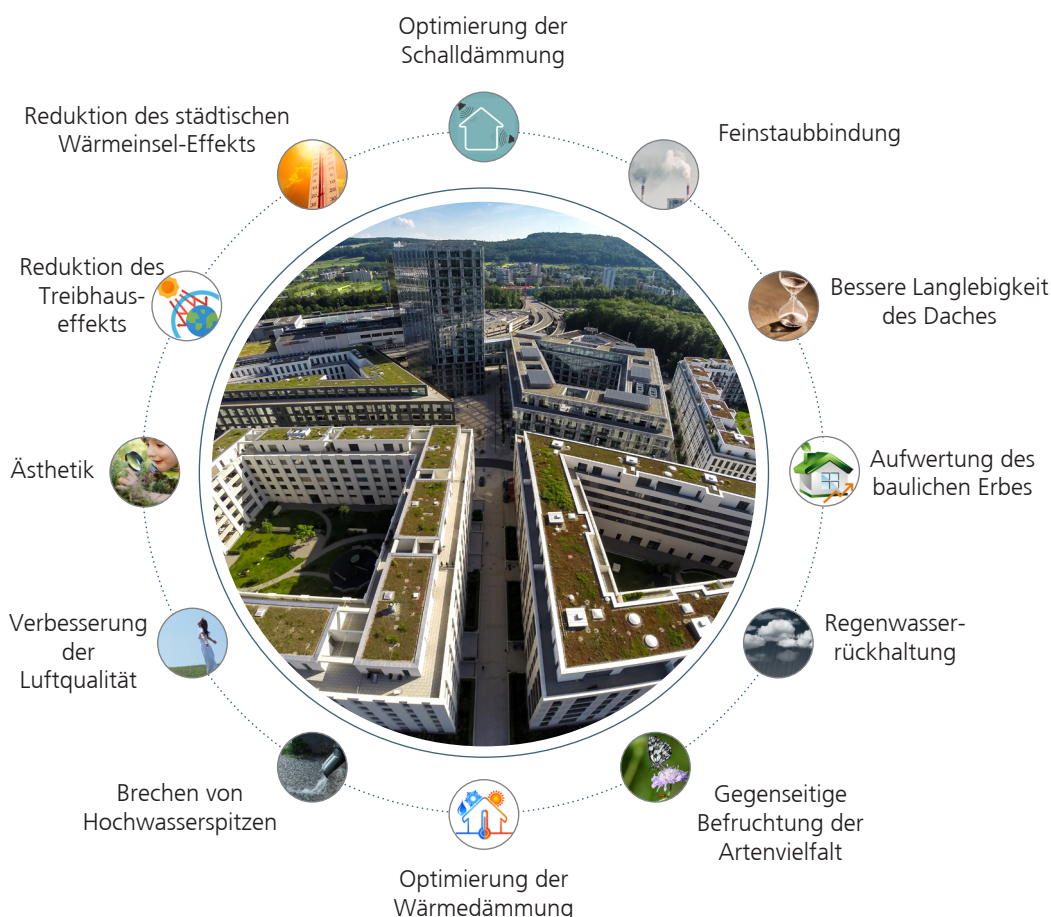 Optimierung der
Schalldämmung
Feinstaubbindung
Bessere Langlebigkeit
des Daches
Aufwertung des
baulichen Erbes
Regenwasser-
rückhaltung
Gegenseitige
Befruchtung der
Artenvielfalt
Optimierung der
Wärmedämmung
Brechen von
Hochwasserspitzen
Verbesserung
der
Luftqualität
Ästhetik
Reduktion des
Treibhaus-
effekts
Reduktion des städtischen
Wärmeinsel-Effekts